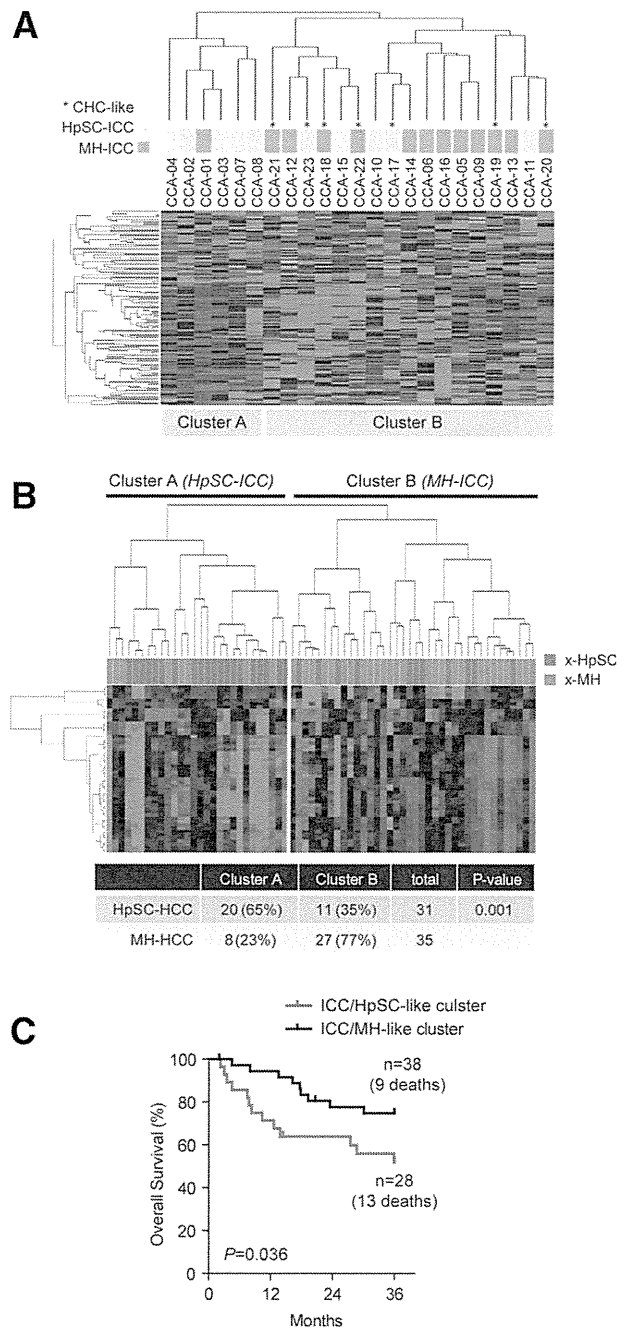 A
* CHC-like
HpSC-ICC
MH-ICC
* * * * * * *
CCA-04 CCA-02 CCA-01 CCA-03 CCA-07 CCA-08 CCA-21 CCA-12 CCA-23 CCA-18 CCA-15 CCA-22 CCA-10 CCA-17 CCA-14 CCA-06 CCA-16 CCA-05 CCA-09 CCA-19 CCA-13 CCA-11 CCA-20
Cluster A Cluster B
B
Cluster A (HpSC-ICC) Cluster B (MH-ICC)
x-HpSC
x-MH
Cluster A Cluster B total P-value
HpSC-HCC 20 (65%) 11 (35%) 31 0.001
MH-HCC 8 (23%) 27 (77%) 35
C
ICC/HpSC-like culster
ICC/MH-like cluster
Overall Survival (%)
100
80
60
40
20
0
n=38
(9 deaths)
n=28
(13 deaths)
P=0.036
0 12 24 36
Months